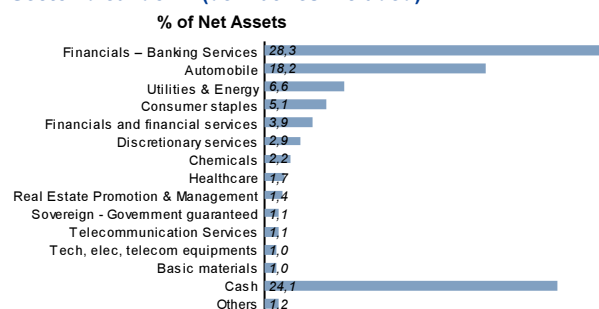 % of Net Assets
Financials – Banking Services 28,3
Automobile 18,2
Utilities & Energy 6,6
Consumer staples 5,1
Financials and financial services 3,9
Discretionary services 2,9
Chemicals 2,2
Healthcare 1,7
Real Estate Promotion & Management 1,4
Sovereign - Government guaranteed 1,1
Telecommunication Services 1,1
Tech, elec, telecom equipments 1,0
Basic materials 1,0
Cash 24,1
Others 1,2